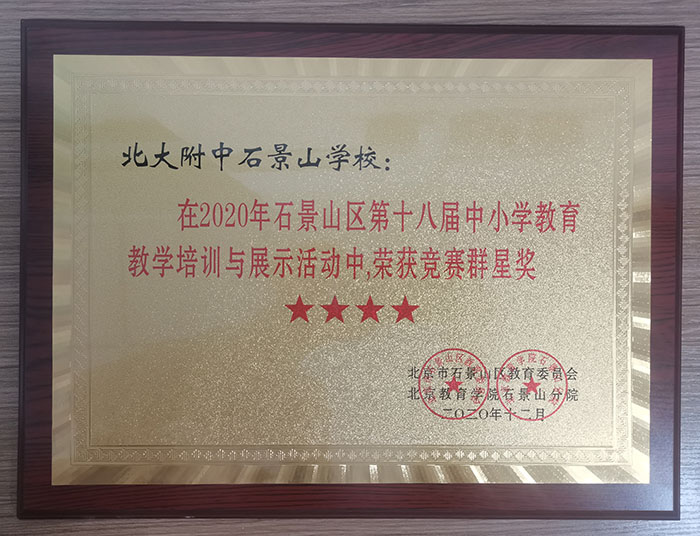 北大附中石景山学校：
在2020年石景山区第十八届中小学教育
教学培训与展示活动中,荣获竞赛群星奖
北京市石景山区教育委员会
北京教育学院石景山分院
二〇二〇年十二月